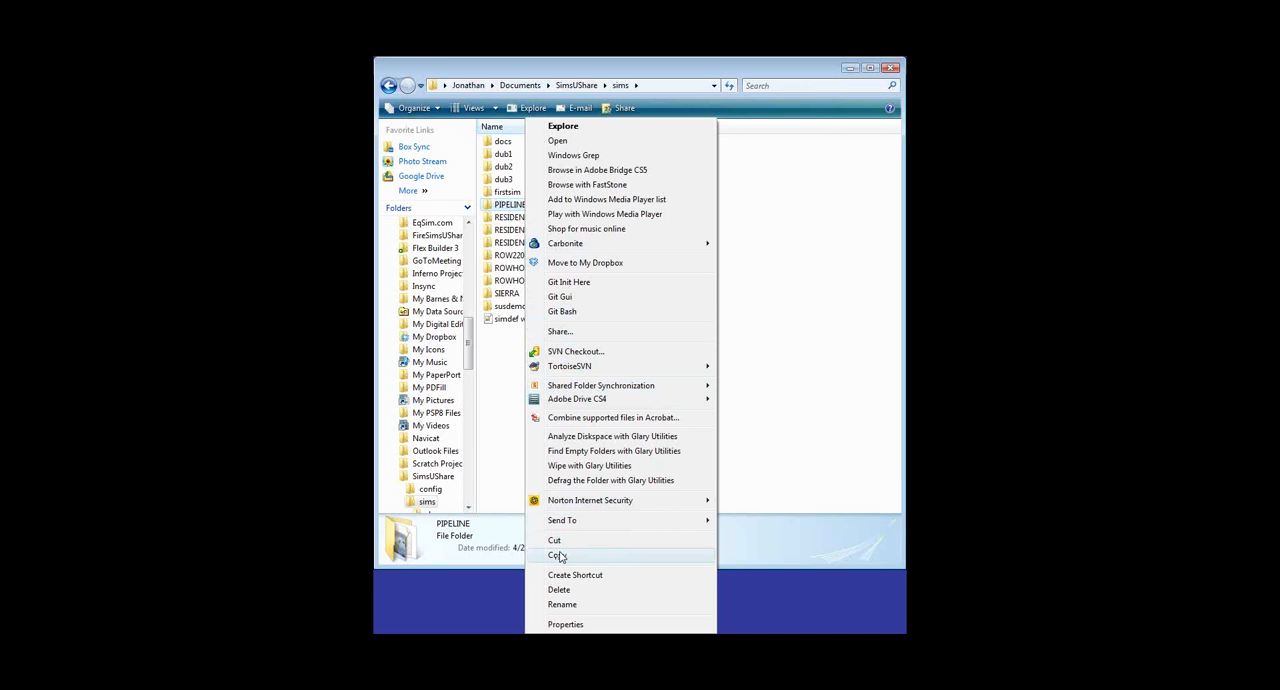 Jonathan Documents SimsUShare sims
Search
Organize Views Explore E-mail Share
Favorite Links
Box Sync
Photo Stream
Google Drive
More »
Folders
EqSim.com
FireSimsUShar
Flex Builder 3
GoToMeeting
Inferno Projec
Insync
My Barnes &
My Data Sourc
My Digital Edit
My Dropbox
My Icons
My Music
My PaperPort
My PDFill
My Pictures
My PSP8 Files
My Videos
Navicat
Outlook Files
Scratch Projec
SimsUShare
config
sims
Name
docs
dub1
dub2
dub3
firstsim
PIPELINE
RESIDEN
RESIDEN
RESIDEN
ROW220
ROWHO
ROWHO
SIERRA
susdemo
simdef w
Explore
Open
Windows Grep
Browse in Adobe Bridge CS5
Browse with FastStone
Add to Windows Media Player list
Play with Windows Media Player
Shop for music online
Carbonite
Move to My Dropbox
Git Init Here
Git Gui
Git Bash
Share...
SVN Checkout...
TortoiseSVN
Shared Folder Synchronization
Adobe Drive CS4
Combine supported files in Acrobat...
Analyze Diskspace with Glary Utilities
Find Empty Folders with Glary Utilities
Wipe with Glary Utilities
Defrag the Folder with Glary Utilities
Norton Internet Security
Send To
Cut
Copy
Create Shortcut
Delete
Rename
Properties
PIPELINE
File Folder
Date modified: 4/2